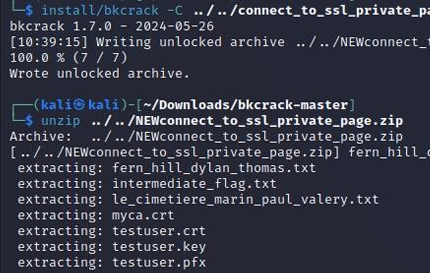 └─$ install/bkcrack -C ../../connect_to_ssl_private_pa
bkcrack 1.7.0 - 2024-05-26
[10:39:15] Writing unlocked archive ../../NEWconnect_t
100.0 % (7 / 7)
Wrote unlocked archive.
┌──(kali㉿kali)-[~/Downloads/bkcrack-master]
└─$ unzip ../../NEWconnect_to_ssl_private_page.zip
Archive:  ../../NEWconnect_to_ssl_private_page.zip
[../../NEWconnect_to_ssl_private_page.zip] fern_hill_
extracting: fern_hill_dylan_thomas.txt
extracting: intermediate_flag.txt
extracting: le_cimetiere_marin_paul_valery.txt
extracting: myca.crt
extracting: testuser.crt
extracting: testuser.key
extracting: testuser.pfx